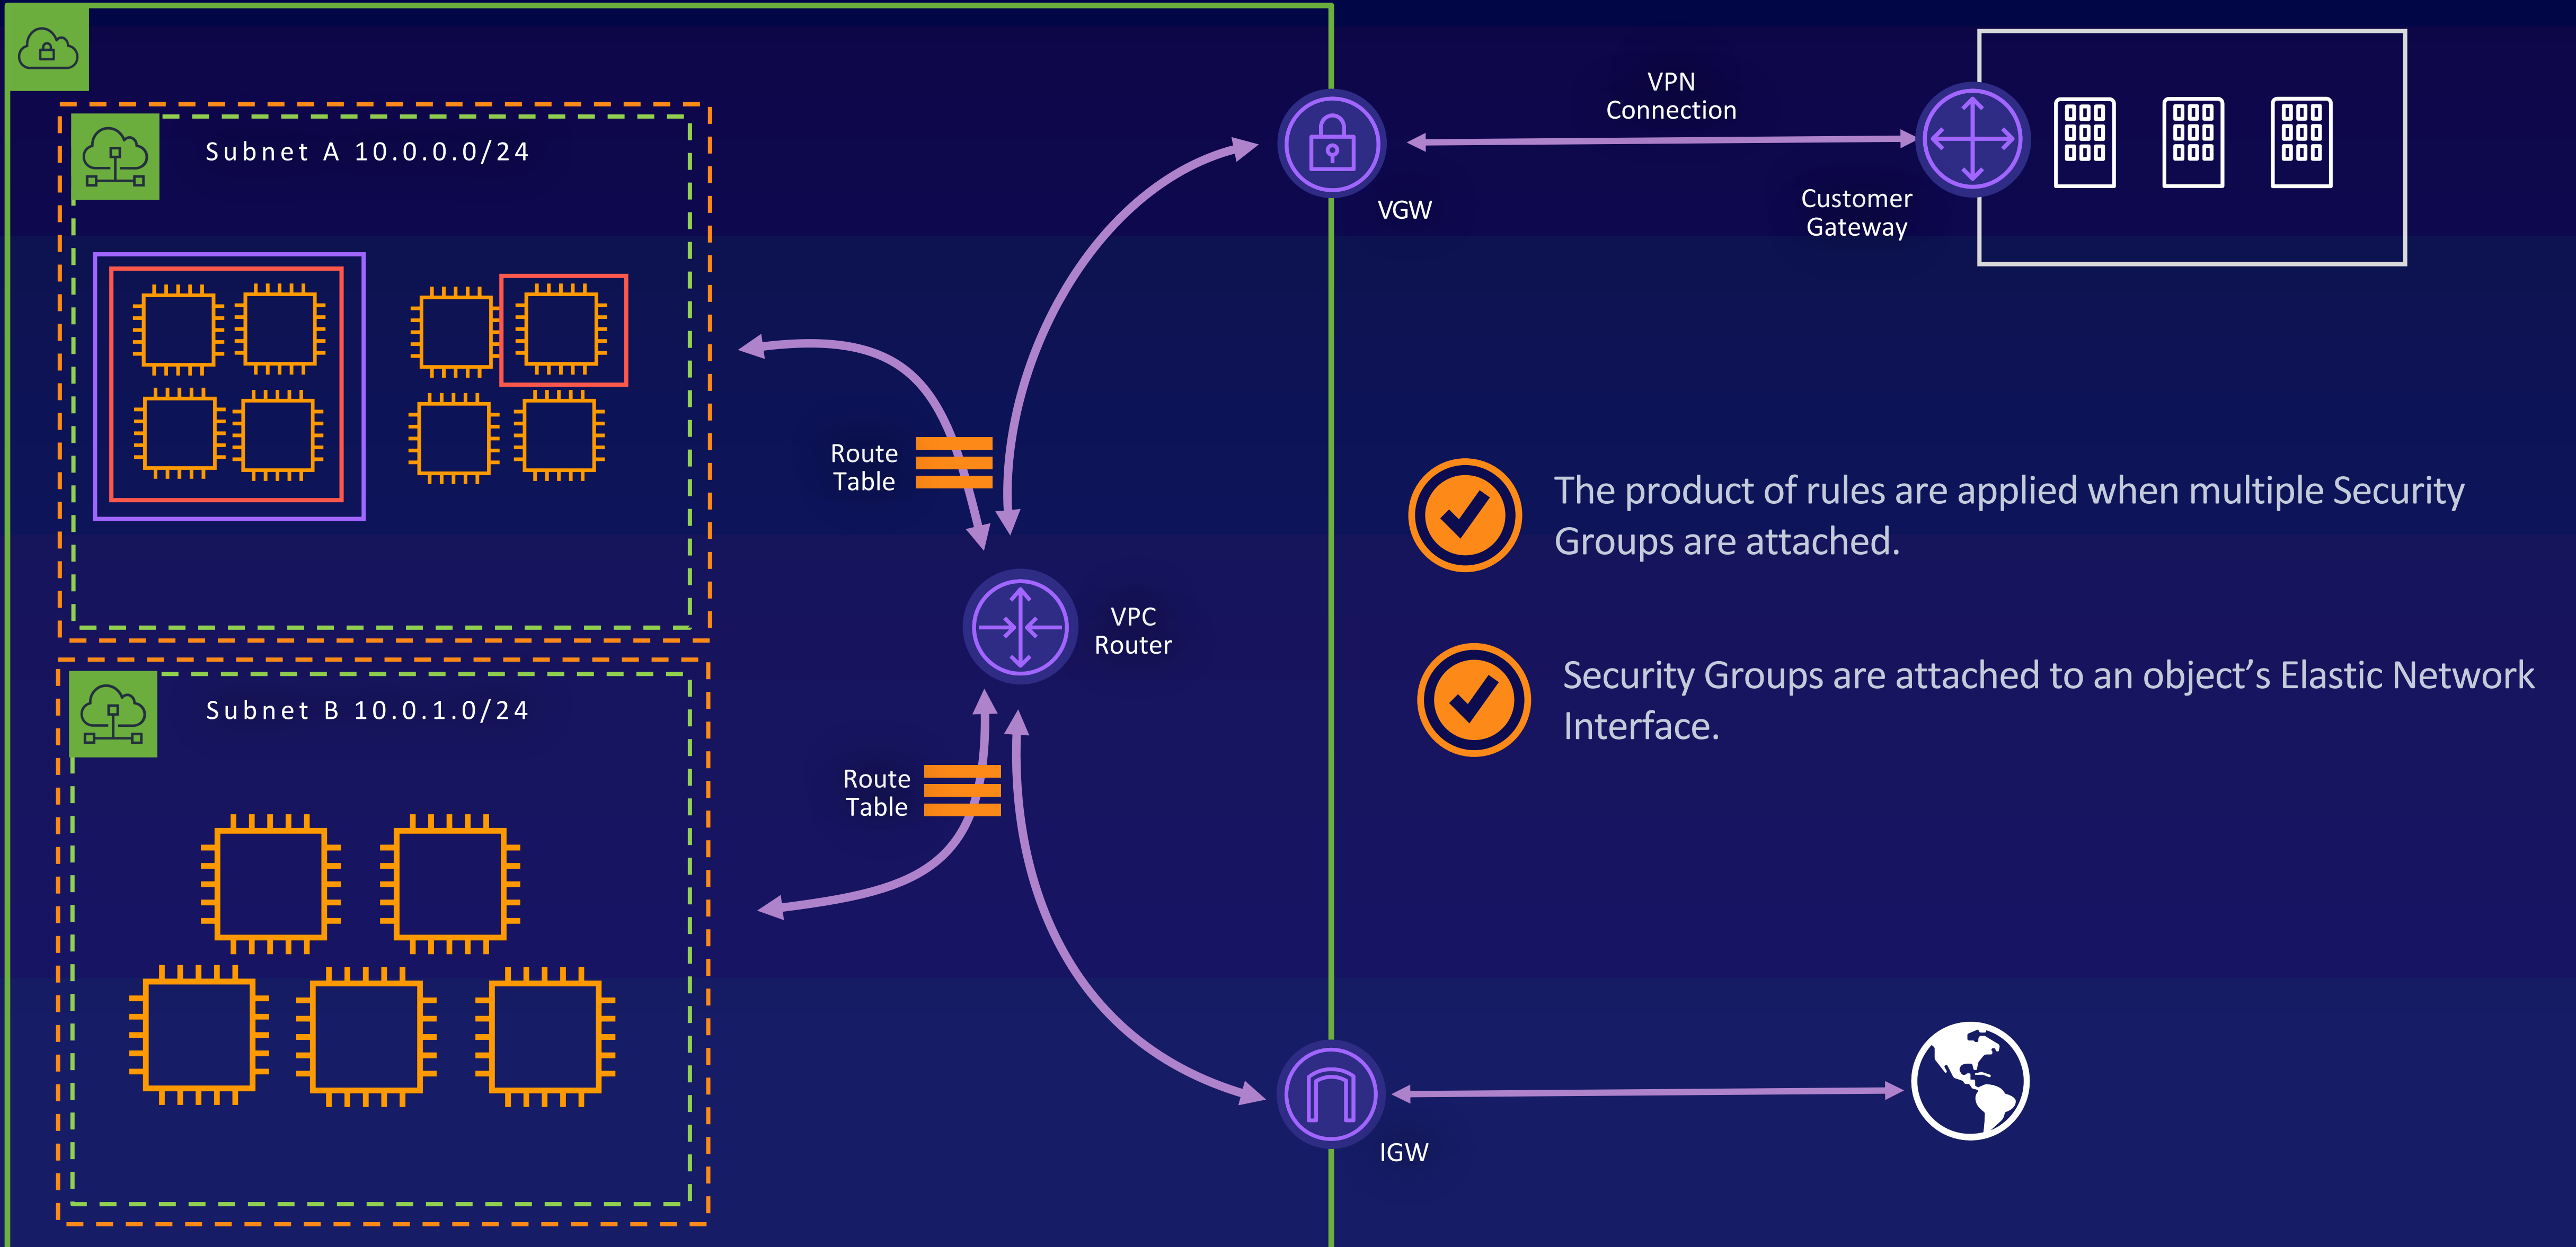 Subnet A 10.0.0.0/24
VPN
Connection
VGW
Customer
Gateway
Route
Table
The product of rules are applied when multiple Security
Groups are attached.
VPC
Router
Security Groups are attached to an object’s Elastic Network
Interface.
Subnet B 10.0.1.0/24
Route
Table
IGW